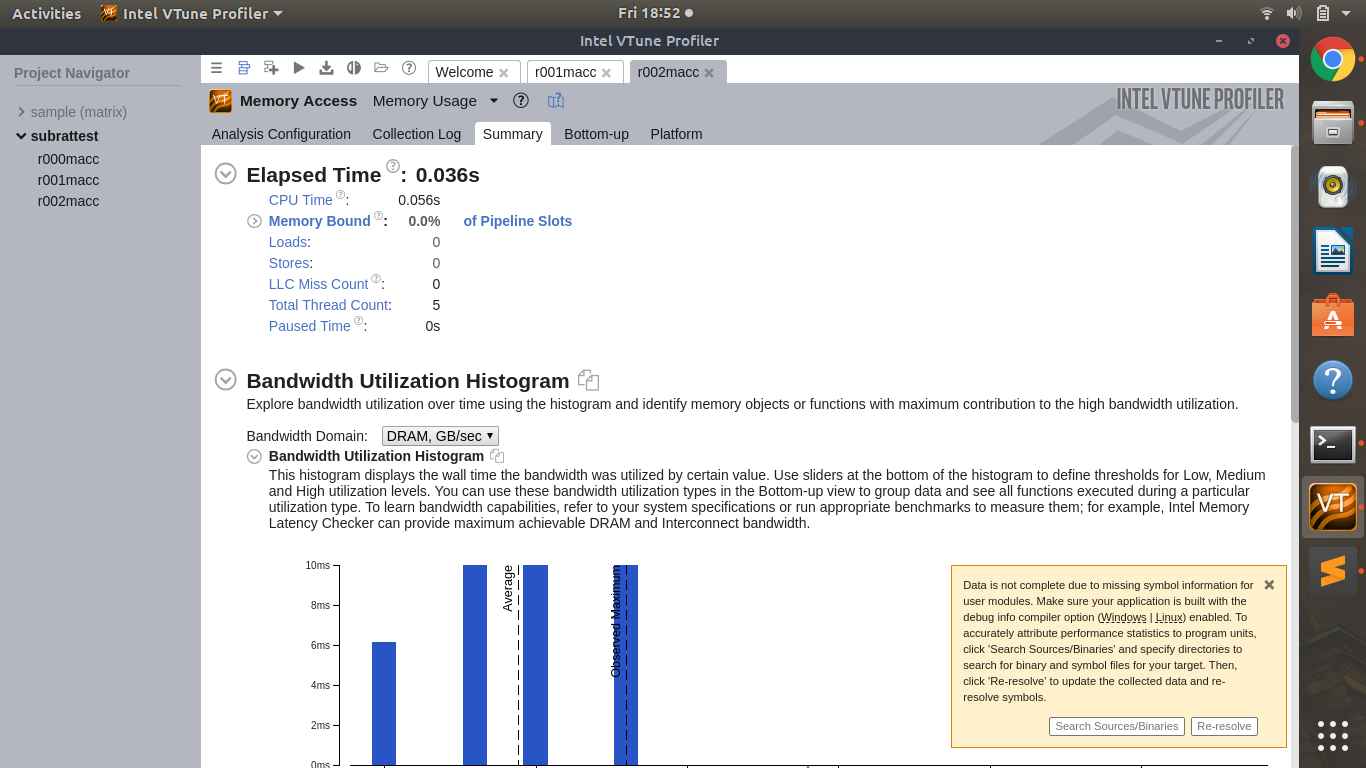 Activities Intel VTune Profiler Fri 18:52
Intel VTune Profiler
Project Navigator
sample (matrix)
subrattest
r000macc
r001macc
r002macc
Welcome r001macc r002macc
VT Memory Access Memory Usage INTEL VTUNE PROFILER
Analysis Configuration Collection Log Summary Bottom-up Platform
Elapsed Time ?: 0.036s
CPU Time ?: 0.056s
Memory Bound ?: 0.0% of Pipeline Slots
Loads: 0
Stores: 0
LLC Miss Count ?: 0
Total Thread Count: 5
Paused Time ?: 0s
Bandwidth Utilization Histogram
Explore bandwidth utilization over time using the histogram and identify memory objects or functions with maximum contribution to the high bandwidth utilization.
Bandwidth Domain: DRAM, GB/sec
Bandwidth Utilization Histogram
This histogram displays the wall time the bandwidth was utilized by certain value. Use sliders at the bottom of the histogram to define thresholds for Low, Medium
and High utilization levels. You can use these bandwidth utilization types in the Bottom-up view to group data and see all functions executed during a particular
utilization type. To learn bandwidth capabilities, refer to your system specifications or run appropriate benchmarks to measure them; for example, Intel Memory
Latency Checker can provide maximum achievable DRAM and Interconnect bandwidth.
10ms
8ms
6ms
4ms
2ms
0ms
Average
Observed Maximum
Data is not complete due to missing symbol information for
user modules. Make sure your application is built with the
debug info compiler option (Windows | Linux) enabled. To
accurately attribute performance statistics to program units,
click 'Search Sources/Binaries' and specify directories to
search for binary and symbol files for your target. Then,
click 'Re-resolve' to update the collected data and re-
resolve symbols.
Search Sources/Binaries Re-resolve
VT